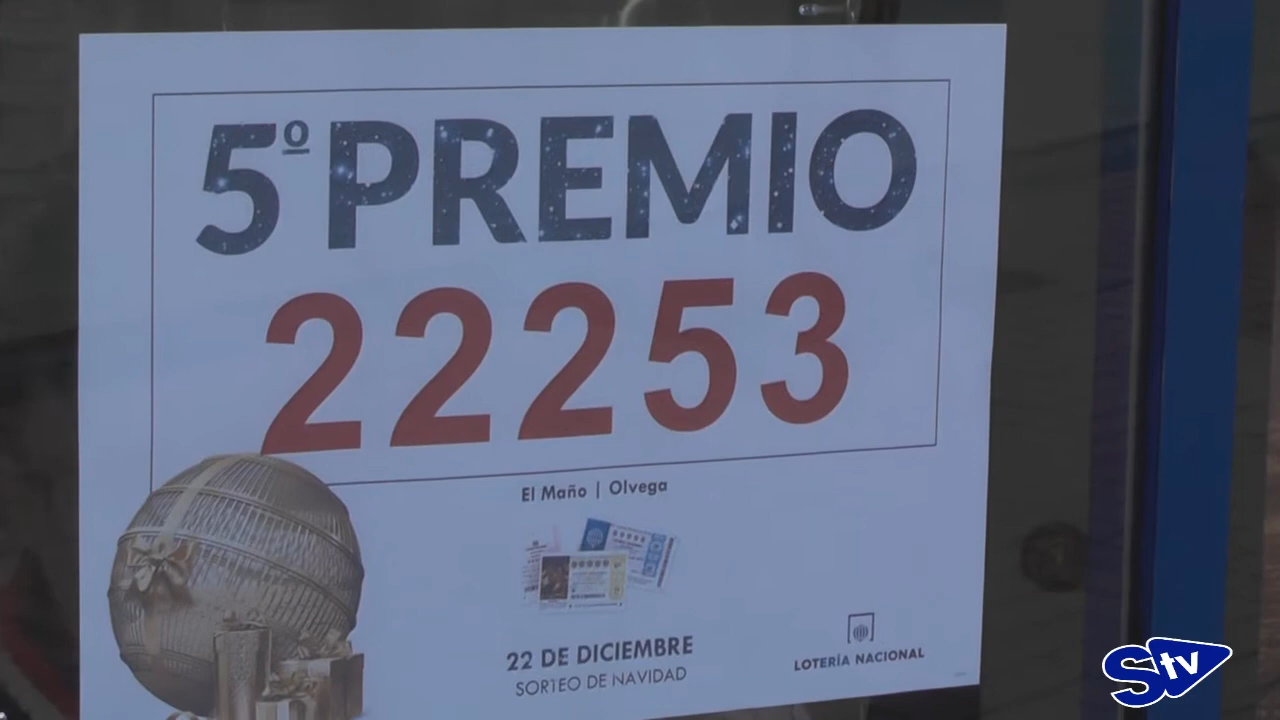 5º PREMIO
22253
El Maño | Olvega
22 DE DICIEMBRE
SORTEO DE NAVIDAD
LOTERÍA NACIONAL
Stv